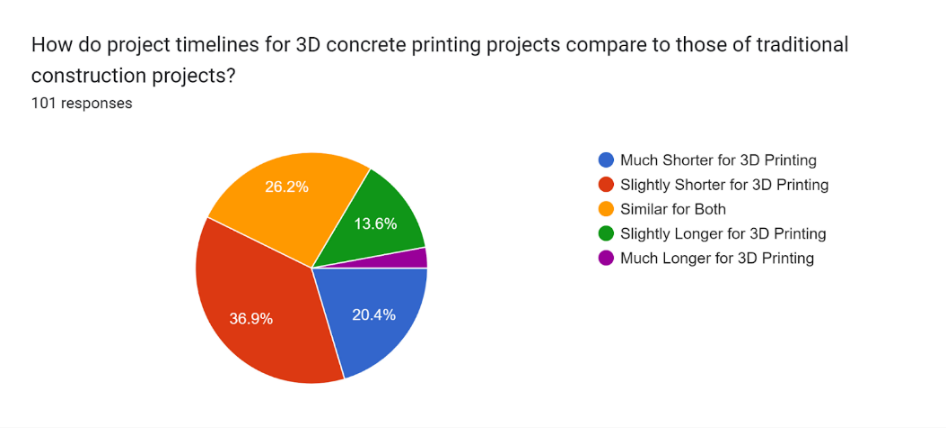 How do project timelines for 3D concrete printing projects compare to those of traditional
construction projects?
101 responses
Much Shorter for 3D Printing
Slightly Shorter for 3D Printing
Similar for Both
Slightly Longer for 3D Printing
Much Longer for 3D Printing
26.2%
13.6%
36.9%
20.4%